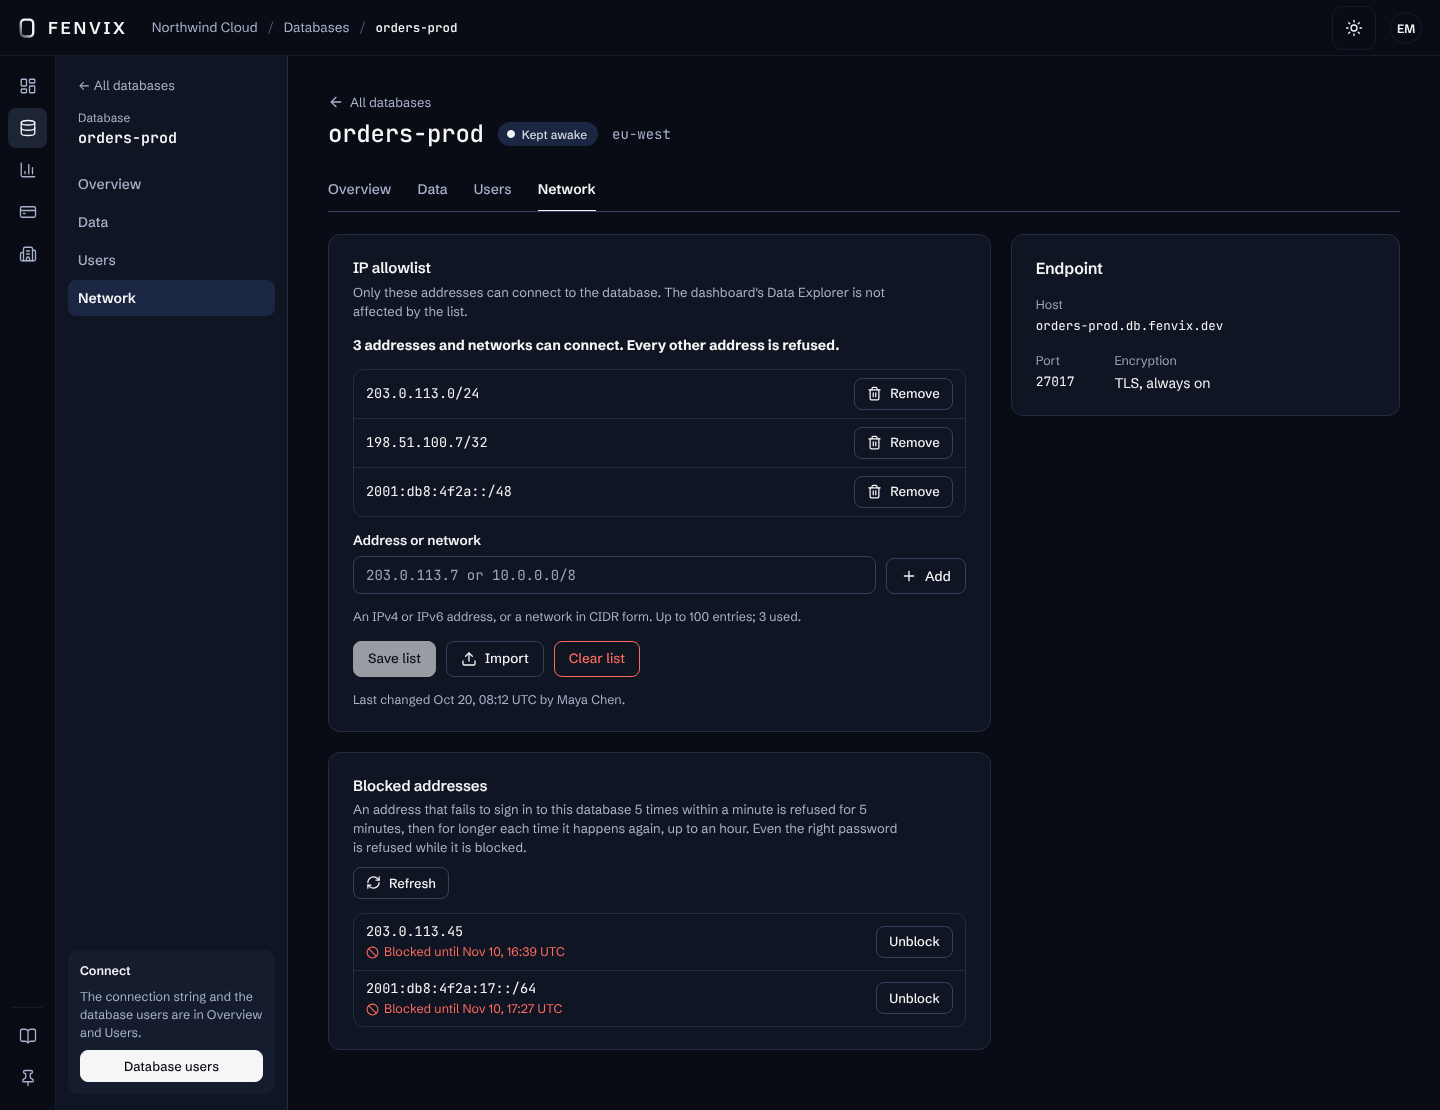 FENVIX
Northwind Cloud / Databases / orders-prod
EM
← All databases
Database
orders-prod
Overview
Data
Users
Network
Connect
The connection string and the
database users are in Overview
and Users.
Database users
← All databases
orders-prod
Kept awake
eu-west
Overview Data Users Network
IP allowlist
Only these addresses can connect to the database. The dashboard's Data Explorer is not
affected by the list.
3 addresses and networks can connect. Every other address is refused.
203.0.113.0/24 Remove
198.51.100.7/32 Remove
2001:db8:4f2a::/48 Remove
Address or network
203.0.113.7 or 10.0.0.0/8 Add
An IPv4 or IPv6 address, or a network in CIDR form. Up to 100 entries; 3 used.
Save list Import Clear list
Last changed Oct 20, 08:12 UTC by Maya Chen.
Blocked addresses
An address that fails to sign in to this database 5 times within a minute is refused for 5
minutes, then for longer each time it happens again, up to an hour. Even the right password
is refused while it is blocked.
Refresh
203.0.113.45
Blocked until Nov 10, 16:39 UTC
Unblock
2001:db8:4f2a:17::/64
Blocked until Nov 10, 17:27 UTC
Unblock
Endpoint
Host
orders-prod.db.fenvix.dev
Port Encryption
27017 TLS, always on